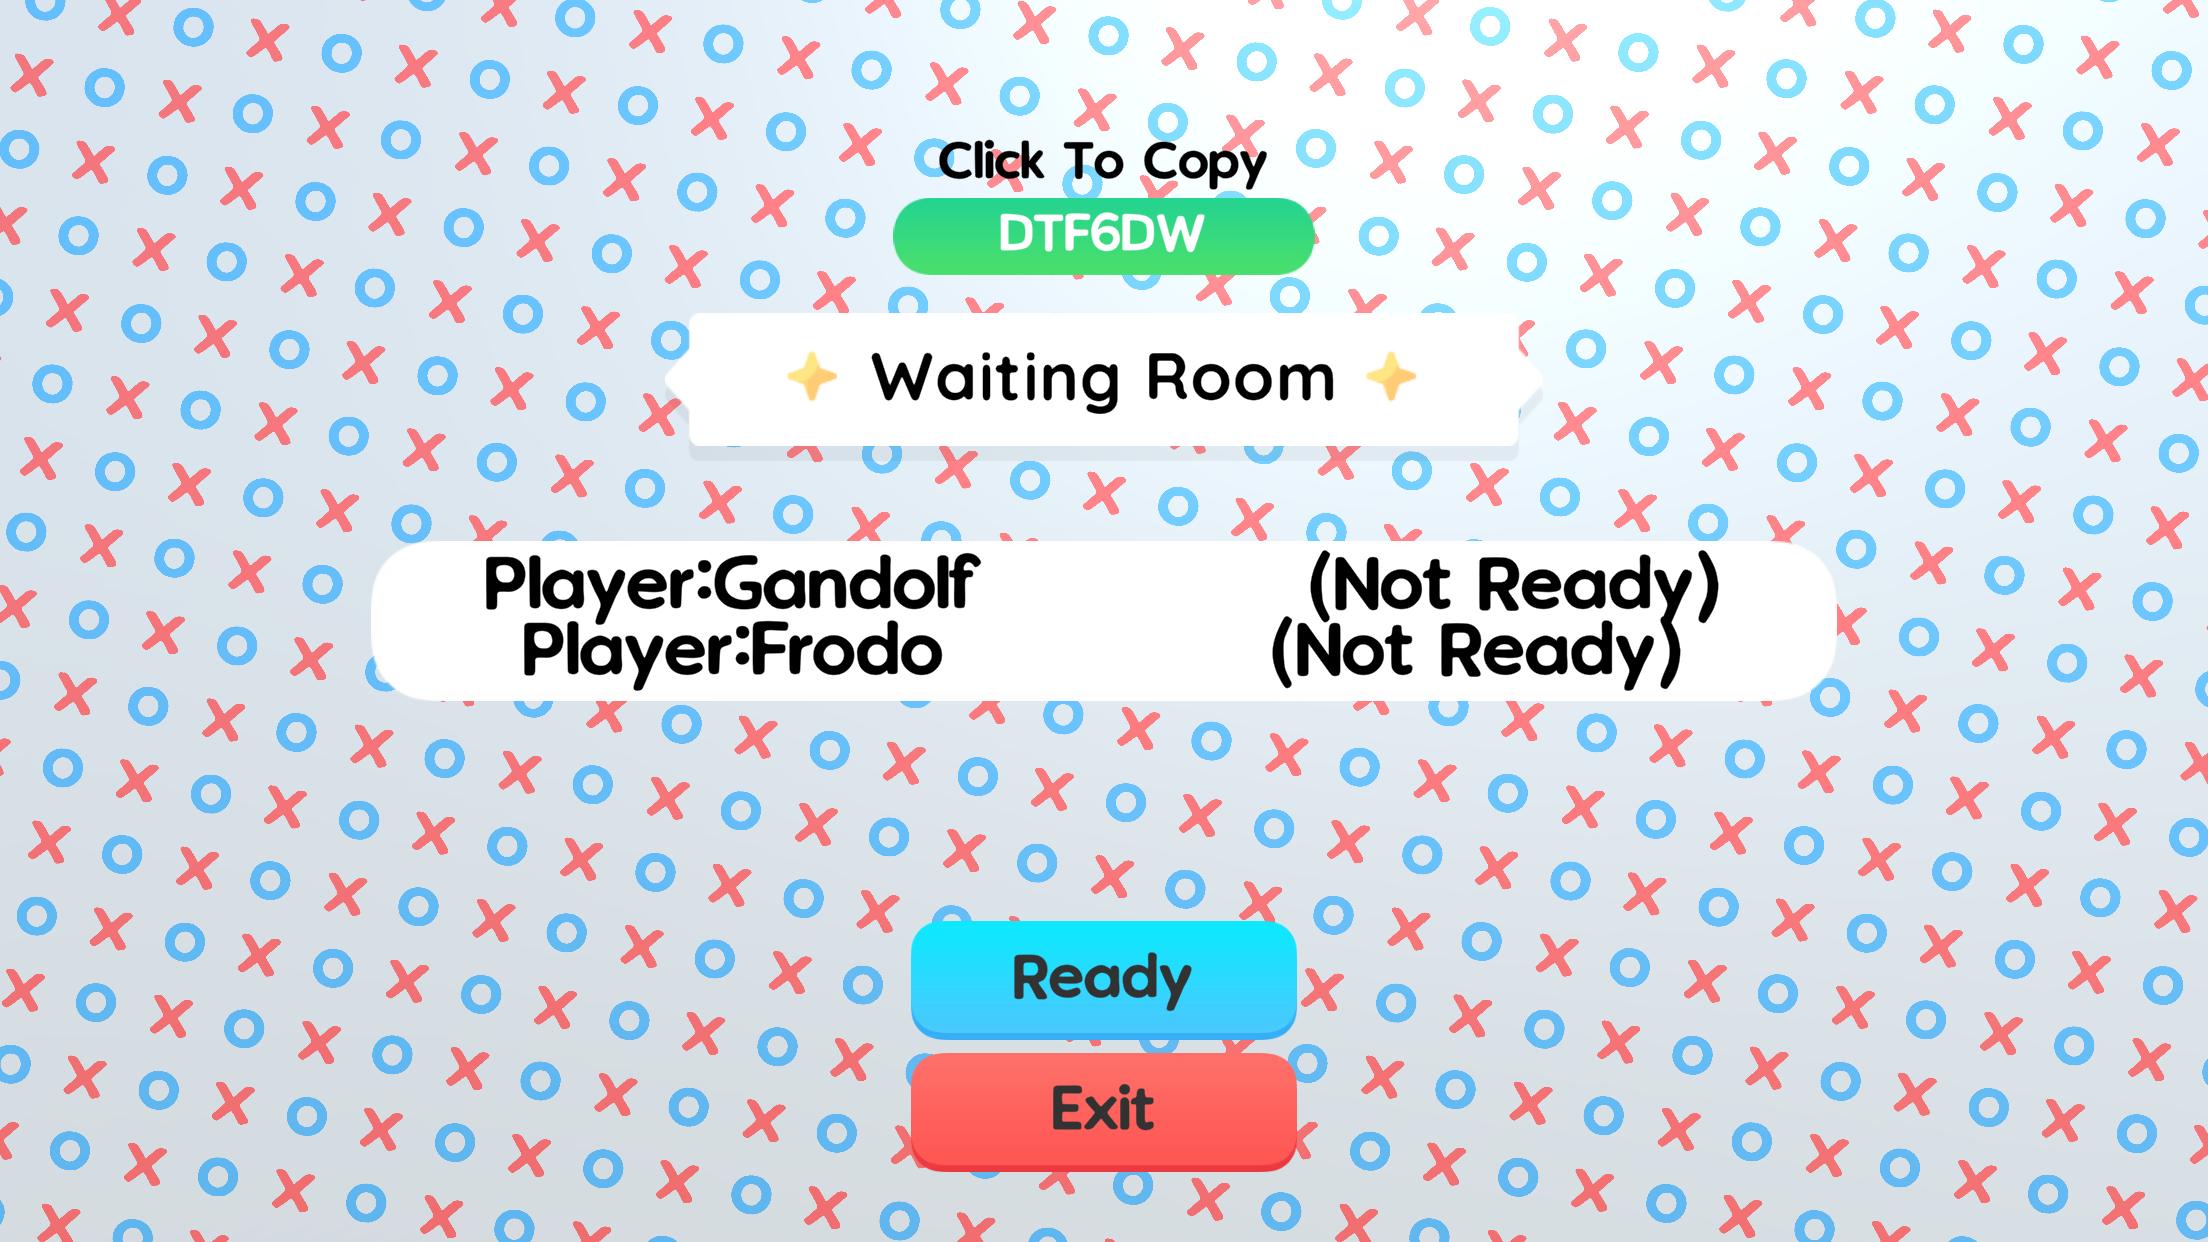 Click To Copy
DTF6DW
Waiting Room
Player:Gandolf (Not Ready)
Player:Frodo (Not Ready)
Ready
Exit